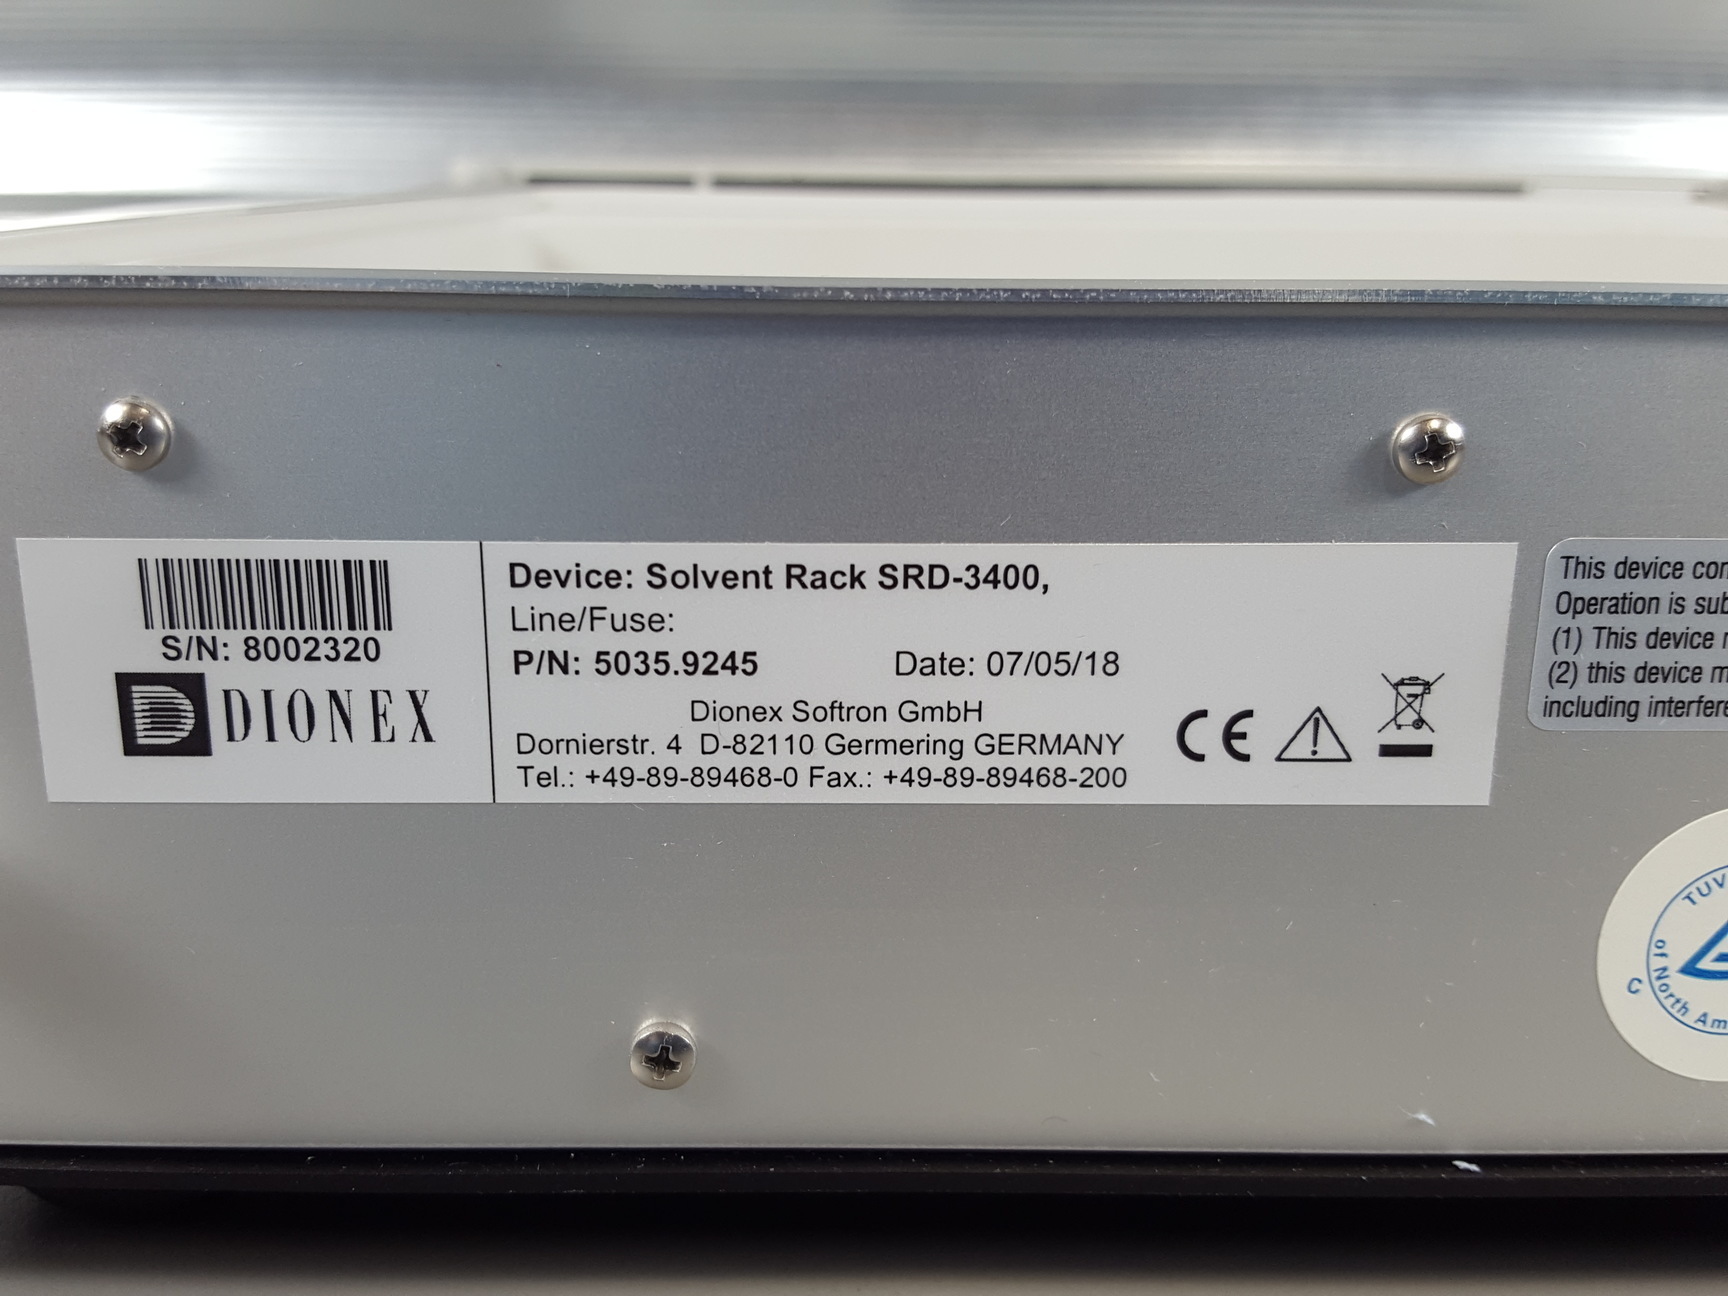 S/N: 8002320
DIONEX
Device: Solvent Rack SRD-3400,
Line/Fuse:
P/N: 5035.9245 Date: 07/05/18
Dionex Softron GmbH
Dornierstr. 4 D-82110 Germering GERMANY
Tel.: +49-89-89468-0 Fax.: +49-89-89468-200
CE
This device
Operation is
(1) This device
(2) this device
including
TUV
of North
C